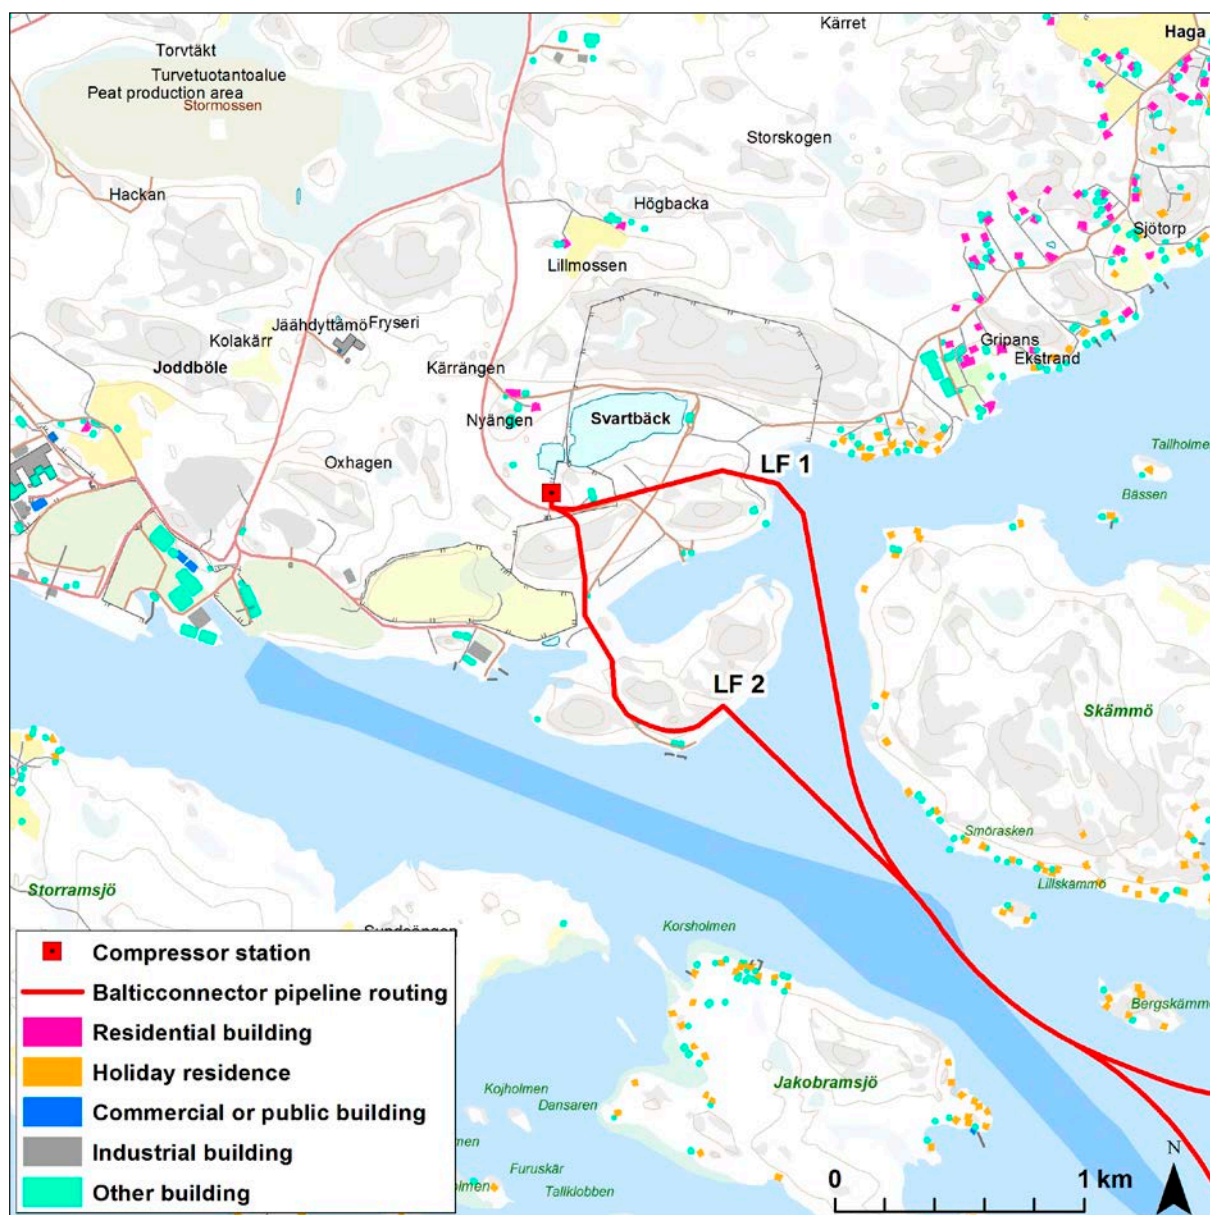 Kärret
Haga
Torvtäkt
Turvetuotantoalue
Peat production area
Stormossen
Storskogen
Hackan
Högbacka
Sjötorp
Lillmossen
Jäähdyttämö
Fryseri
Kolakärr
Gripans
Ekstrand
Joddböle
Kärrängen
Nyängen
Svartbäck
Tallholmen
Oxhagen
LF 1
Bässen
LF 2
Skämmö
Smörasken
Storramsjö
Lillskämmö
Korsholmen
Bergskämmo
Jakobramsjö
Kojholmen
Dansaren
Furuskär
Tallklobben
Compressor station
Balticconnector pipeline routing
Residential building
Holiday residence
Commercial or public building
Industrial building
Other building
N
0
1 km